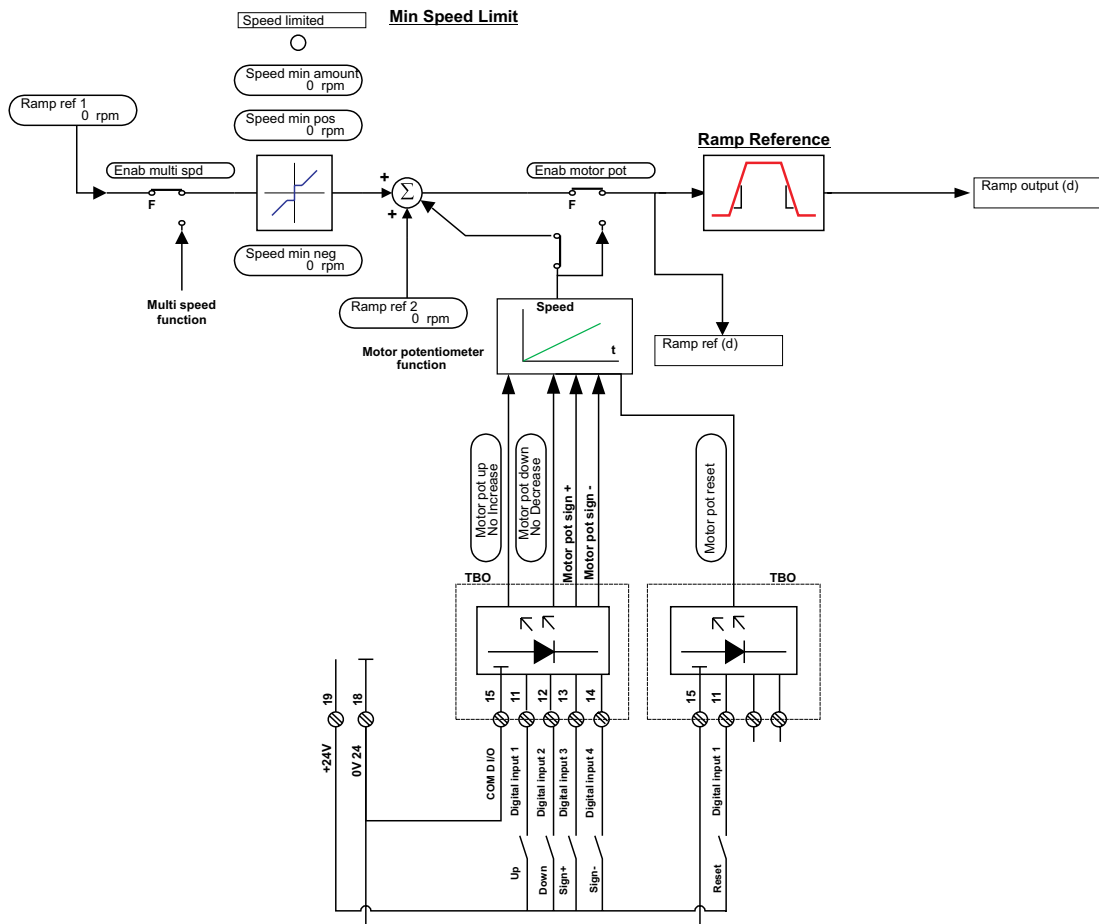 Min Speed Limit
Speed limited
Speed min amount
0 rpm
Ramp ref 1
0 rpm
Speed min pos
0 rpm
Ramp Reference
Enab multi spd
Enab motor pot
F
+
+
Σ
F
Ramp output (d)
Speed min neg
0 rpm
Multi speed
function
Ramp ref 2
0 rpm
Speed
t
Motor potentiometer
function
Ramp ref (d)
Motor pot up
No Increase
Motor pot down
No Decrease
Motor pot sign +
Motor pot sign -
Motor pot reset
TBO
TBO
19
18
15
11
12
13
14
15
11
+24V
0V 24
COM D I/O
Digital input 1
Digital input 2
Digital input 3
Digital input 4
Digital input 1
Up
Down
Sign+
Sign-
Reset